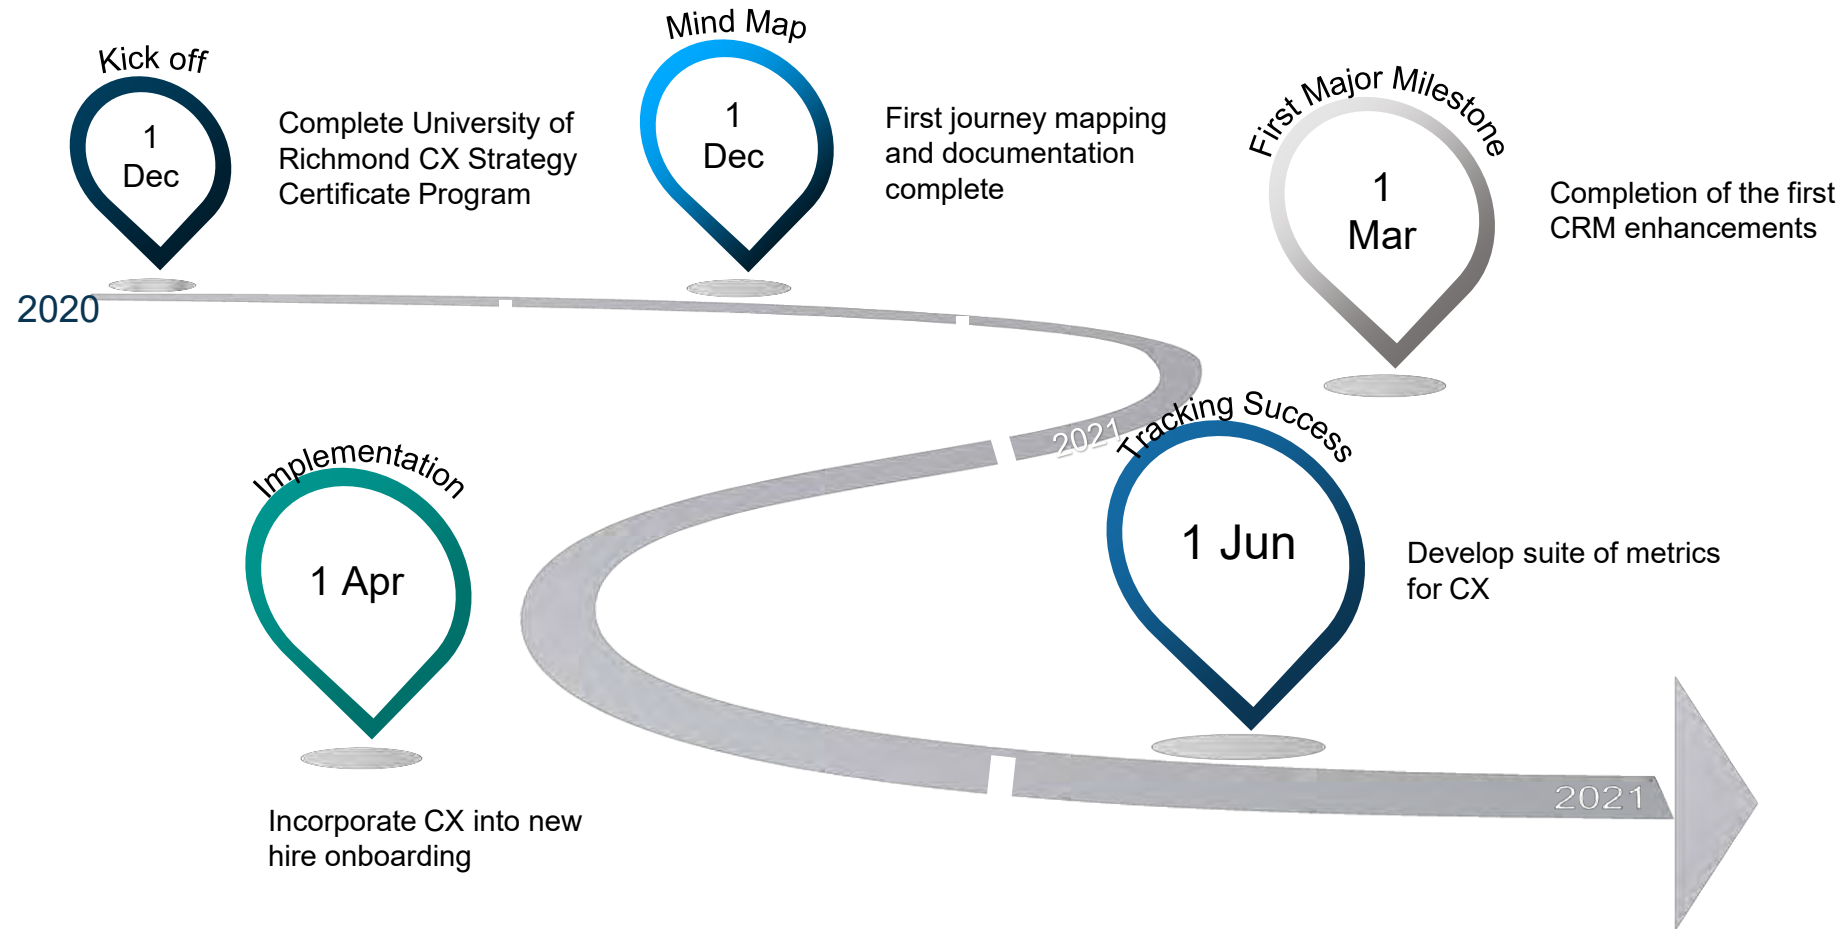 Kick off
1
Dec
Complete University of
Richmond CX Strategy
Certificate Program
Mind Map
1
Dec
First journey mapping
and documentation
complete
First Major Milestone
1
Mar
Completion of the first
CRM enhancements
2020
2021
Implementation
1 Apr
Incorporate CX into new
hire onboarding
Tracking Success
1 Jun
Develop suite of metrics
for CX
2021